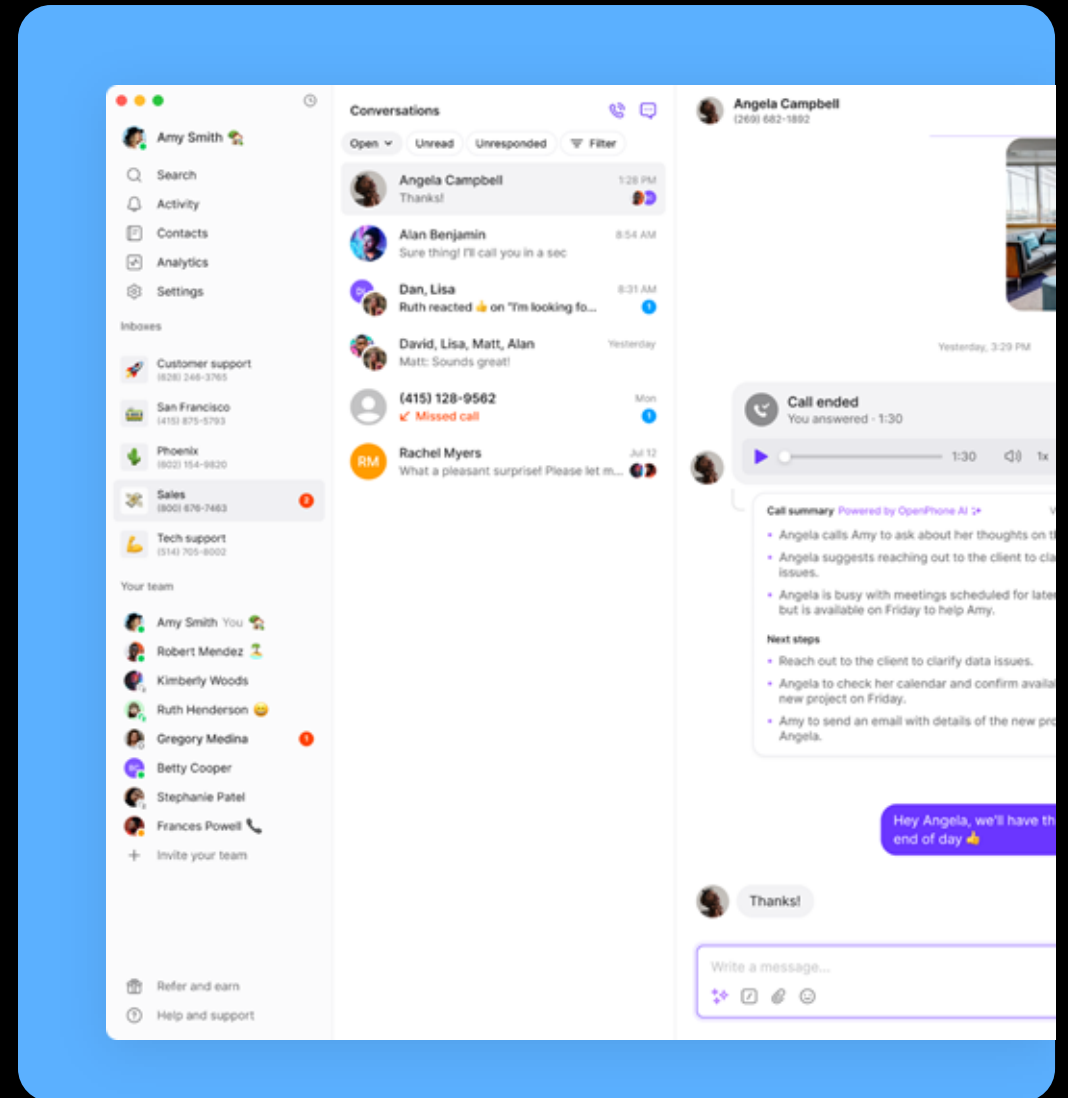 Amy Smith 🏡
Search
Activity
Contacts
Analytics
Settings
Inboxes
Customer support
(628) 246-3765
San Francisco
(415) 875-5793
Phoenix
(602) 154-9820
Sales
(800) 676-7463
2
Tech support
(514) 705-6002
Your team
Amy Smith You 🏡
Robert Mendez 🏝️
Kimberly Woods
Ruth Henderson 😄
Gregory Medina
1
Betty Cooper
Stephanie Patel
Frances Powell 📞
Invite your team
Refer and earn
Help and support
Conversations
Open
Unread
Unresponded
Filter
Angela Campbell
1:28 PM
Thanks!
Alan Benjamin
8:54 AM
Sure thing! I'll call you in a sec
Dan, Lisa
8:31 AM
Ruth reacted 👍 on "I'm looking fo...
1
David, Lisa, Matt, Alan
Yesterday
Matt: Sounds great!
(415) 128-9562
Mon
Missed call
1
RM
Rachel Myers
Jul 12
What a pleasant surprise! Please let m...
Angela Campbell
(269) 682-1892
Yesterday, 3:29 PM
Call ended
You answered · 1:30
1:30
1x
Call summary Powered by OpenPhone AI
• Angela calls Amy to ask about her thoughts on
• Angela suggests reaching out to the client to
issues.
• Angela is busy with meetings scheduled for
but is available on Friday to help Amy.
Next steps
• Reach out to the client to clarify data issues.
• Angela to check her calendar and confirm
new project on Friday.
• Amy to send an email with details of the new
Angela.
Hey Angela, we'll have
end of day 👍
Thanks!
Write a message...